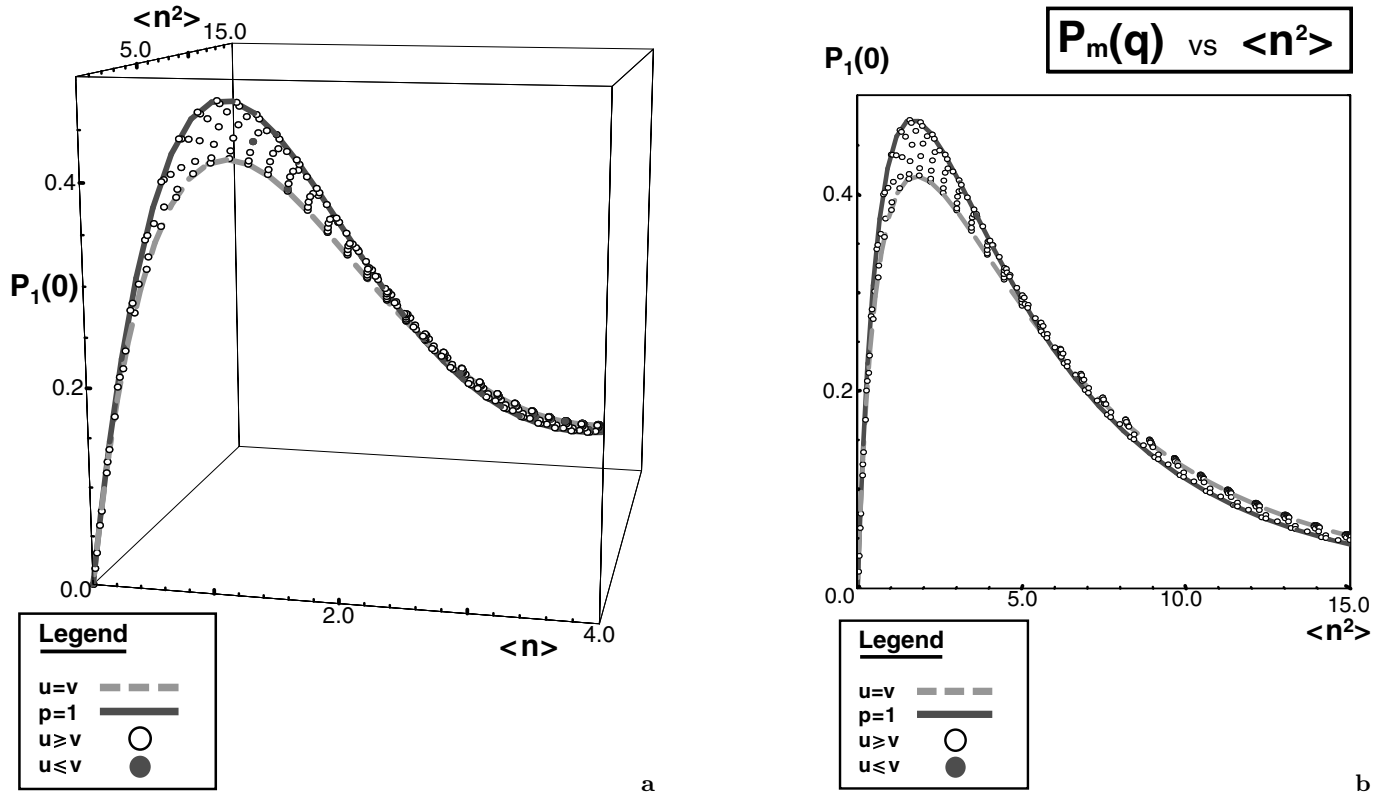 <n²>
15.0
5.0
0.4
P₁(0)
0.2
0.0
2.0
4.0
<n>
Legend
u=v
p=1
u≥v
u≤v
a
Pₘ(q) vs <n²>
P₁(0)
0.4
0.2
0.0
5.0
10.0
15.0
<n²>
Legend
u=v
p=1
u≥v
u≤v
b